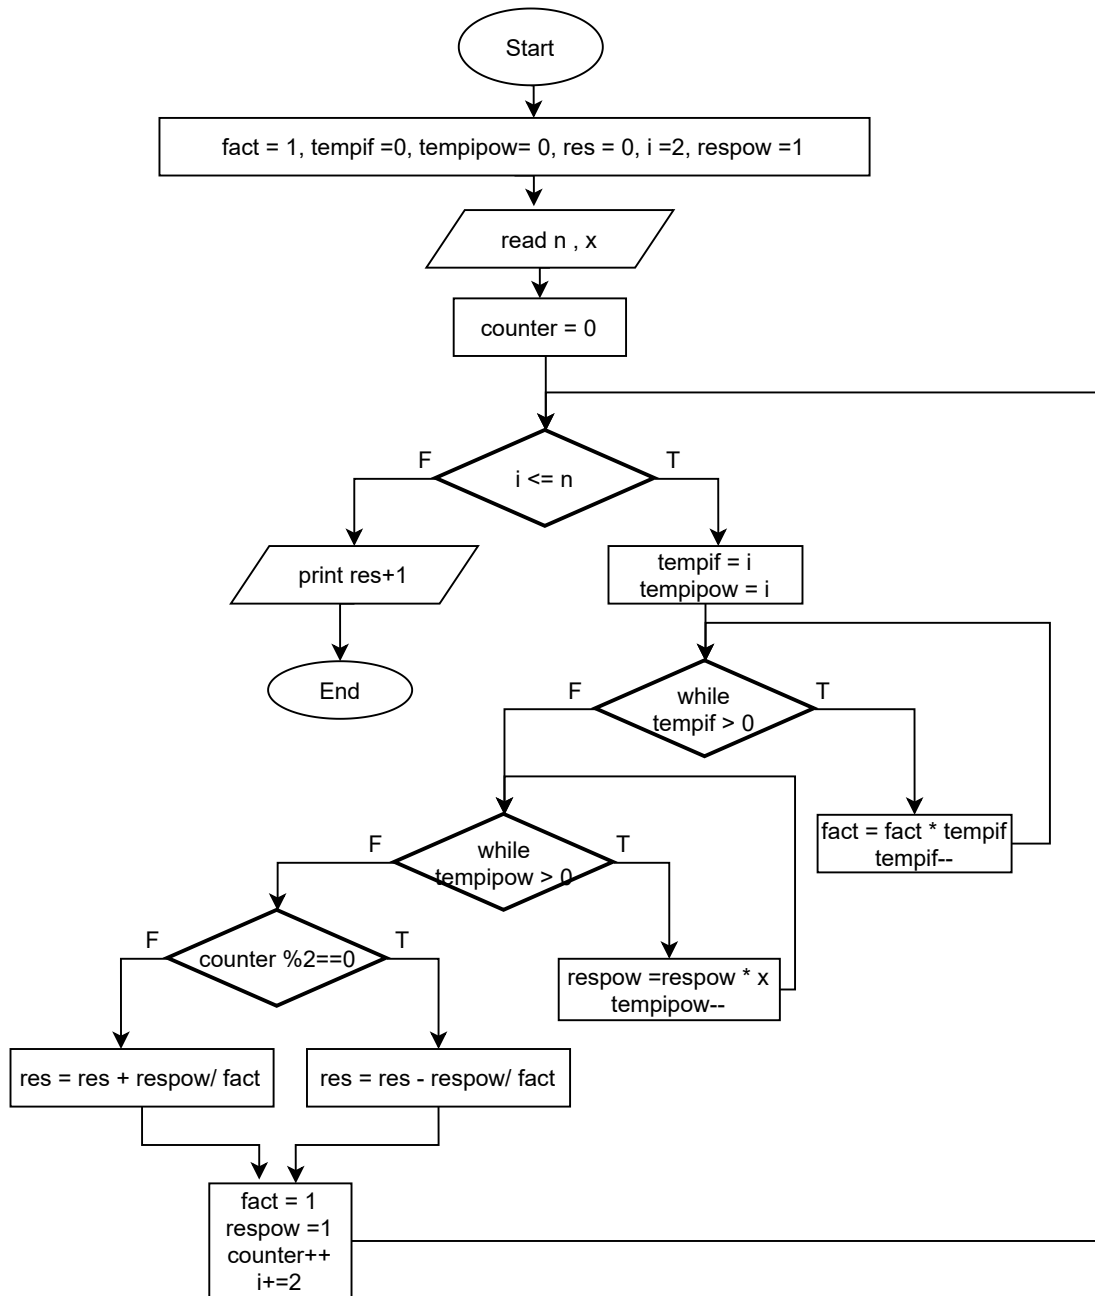 Start
fact = 1, tempif =0, tempipow= 0, res = 0, i =2, respow =1
read n , x
counter = 0
F
T
i <= n
print res+1
tempif = i
tempipow = i
End
F
T
while
tempif > 0
fact = fact * tempif
tempif--
F
T
while
tempipow > 0
respow =respow * x
tempipow--
F
T
counter %2==0
res = res + respow/ fact
res = res - respow/ fact
fact = 1
respow =1
counter++
i+=2